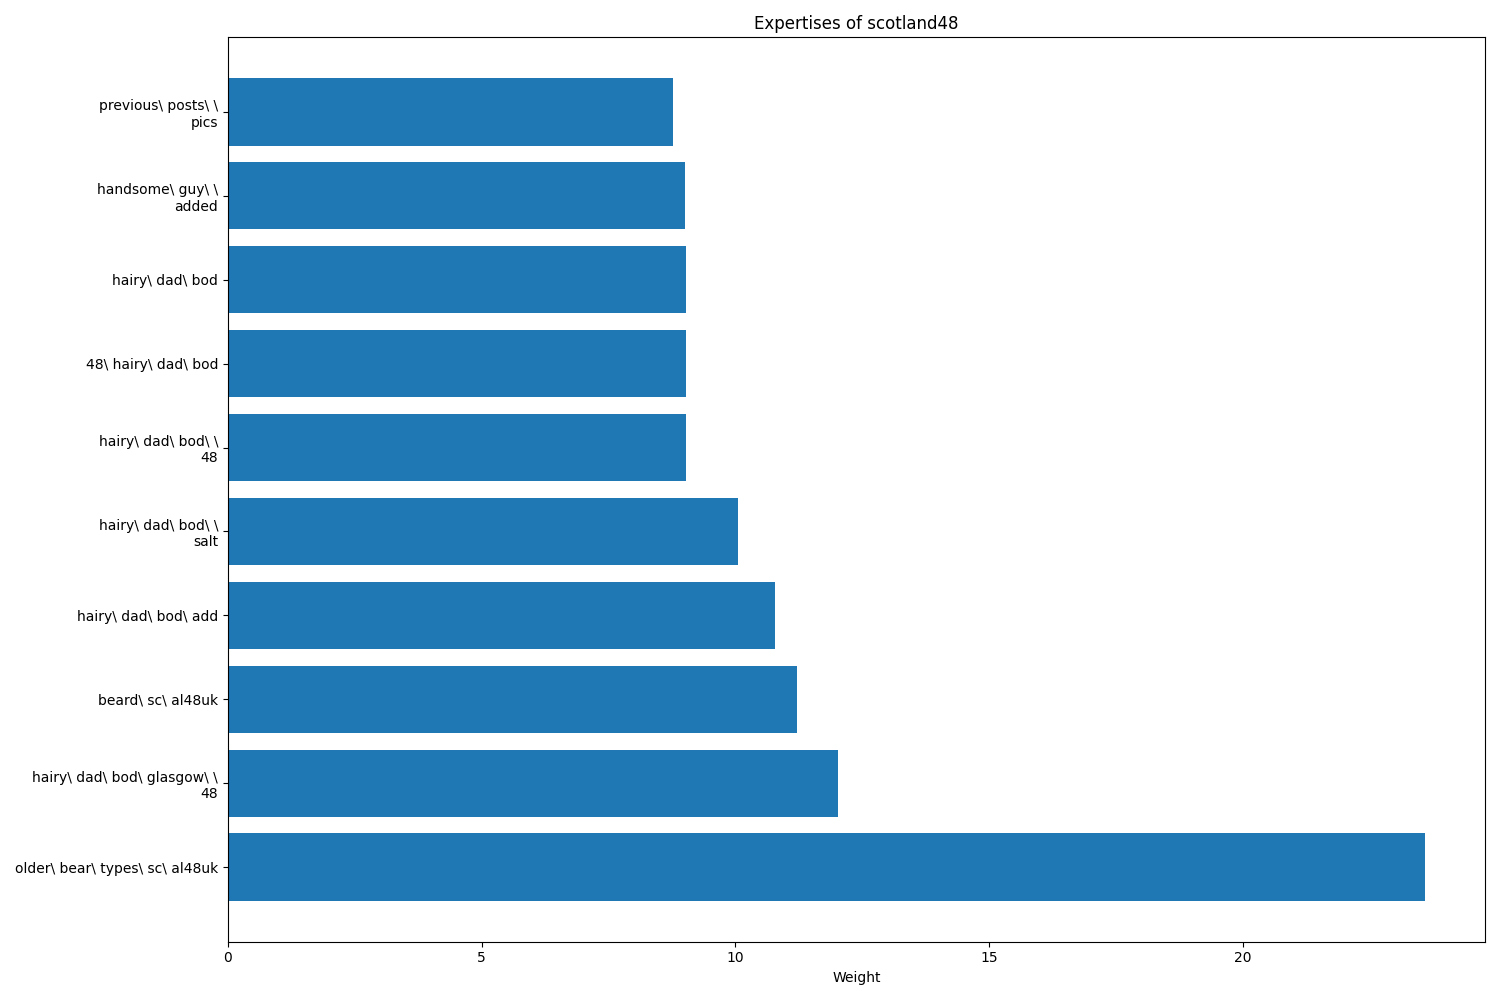 Expertises of scotland48
previous\ posts\ \
pics
handsome\ guy\ \
added
hairy\ dad\ bod
48\ hairy\ dad\ bod
hairy\ dad\ bod\ \
48
hairy\ dad\ bod\ \
salt
hairy\ dad\ bod\ add
beard\ sc\ al48uk
hairy\ dad\ bod\ glasgow\ \
48
older\ bear\ types\ sc\ al48uk
0 5 10 15 20
Weight